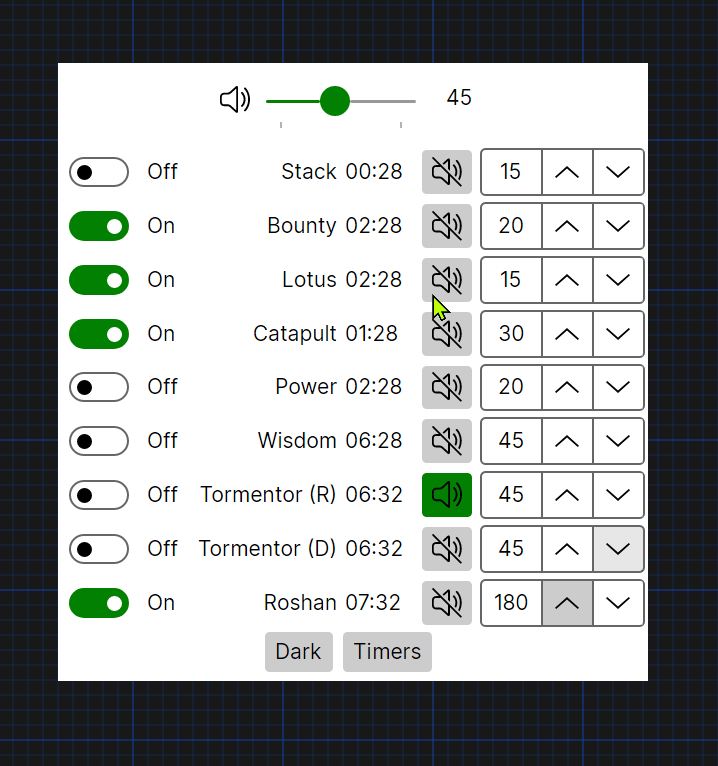 45
Off Stack 00:28 15
On Bounty 02:28 20
On Lotus 02:28 15
On Catapult 01:28 30
Off Power 02:28 20
Off Wisdom 06:28 45
Off Tormentor (R) 06:32 45
Off Tormentor (D) 06:32 45
On Roshan 07:32 180
Dark Timers